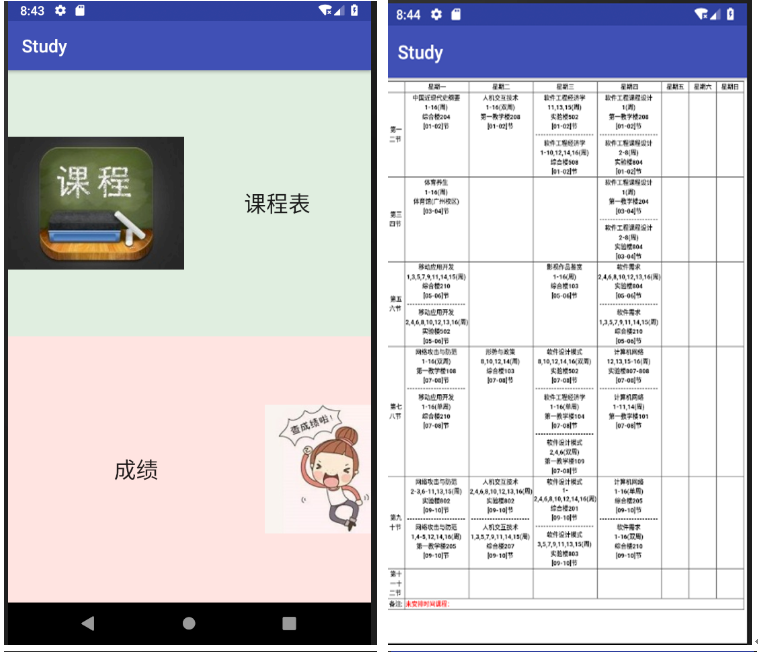 8:43
Study
课程
课程表
查成绩啦!
成绩
8:44
Study
星期一 星期二 星期三 星期四 星期五 星期六 星期日
第一
二节
中国近现代史纲要
1-16(周)
综合楼204
[01-02]节
人机交互技术
1-16(双周)
第一教学楼208
[01-02]节
软件工程经济学
11,13,15(周)
实验楼502
[01-02]节
软件工程经济学
1-10,12,14,16(周)
综合楼508
[01-02]节
软件工程课程设计
1(周)
第一教学楼208
[01-02]节
软件工程课程设计
2-8(周)
实验楼804
[01-02]节
第三
四节
体育养生
1-16(周)
体育馆(广州校区)
[03-04]节
软件工程课程设计
1(周)
第一教学楼204
[03-04]节
软件工程课程设计
2-8(周)
实验楼804
[03-04]节
第五
六节
移动应用开发
1,3,5,7,9,11,14,15(周)
综合楼210
[05-06]节
移动应用开发
2,4,6,8,10,12,13,16(周)
实验楼502
[05-06]节
影视作品鉴赏
1-16(周)
综合楼103
[05-06]节
软件需求
2,4,6,8,10,12,13,16(周)
实验楼804
[05-06]节
软件需求
1,3,5,7,9,11,14,15(周)
综合楼210
[05-06]节
第七
八节
网络攻击与防范
1-16(双周)
第一教学楼108
[07-08]节
移动应用开发
1-16(单周)
综合楼210
[07-08]节
形势与政策
8,10,12,14(周)
综合楼103
[07-08]节
软件设计模式
8,10,12,14,16(双周)
实验楼502
[07-08]节
软件工程经济学
1-16(单周)
第一教学楼104
[07-08]节
软件设计模式
2,4,6(双周)
第一教学楼101
[07-08]节
计算机网络
12,13,15-16(周)
实验楼807-808
[07-08]节
计算机网络
1-11,14(周)
第一教学楼101
[07-08]节
第九
十节
网络攻击与防范
2-3,6-11,13,15(周)
实验楼802
[09-10]节
网络攻击与防范
1,4-5,12,14,16(周)
第一教学楼205
[09-10]节
人机交互技术
2,4,6,8,10,12,13,16(周)
实验楼802
[09-10]节
人机交互技术
1,3,5,7,9,11,14,15(周)
综合楼207
[09-10]节
软件设计模式
1-
2,4,6,8,10,12,14,16(周)
综合楼201
[09-10]节
软件设计模式
3,5,7,9,11,13,15(周)
实验楼803
[09-10]节
计算机网络
1-16(单周)
综合楼205
[09-10]节
软件需求
1-16(双周)
综合楼210
[09-10]节
第十
一十
二节
备注: 未安排时间课程: